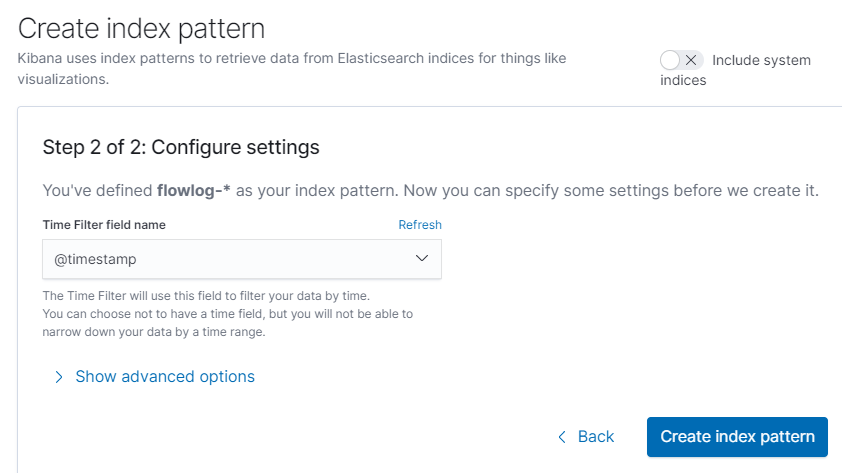 Create index pattern
Kibana uses index patterns to retrieve data from Elasticsearch indices for things like
visualizations.
Include system
indices
Step 2 of 2: Configure settings
You've defined flowlog-* as your index pattern. Now you can specify some settings before we create it.
Time Filter field name
Refresh
@timestamp
The Time Filter will use this field to filter your data by time.
You can choose not to have a time field, but you will not be able to
narrow down your data by a time range.
Show advanced options
Back
Create index pattern